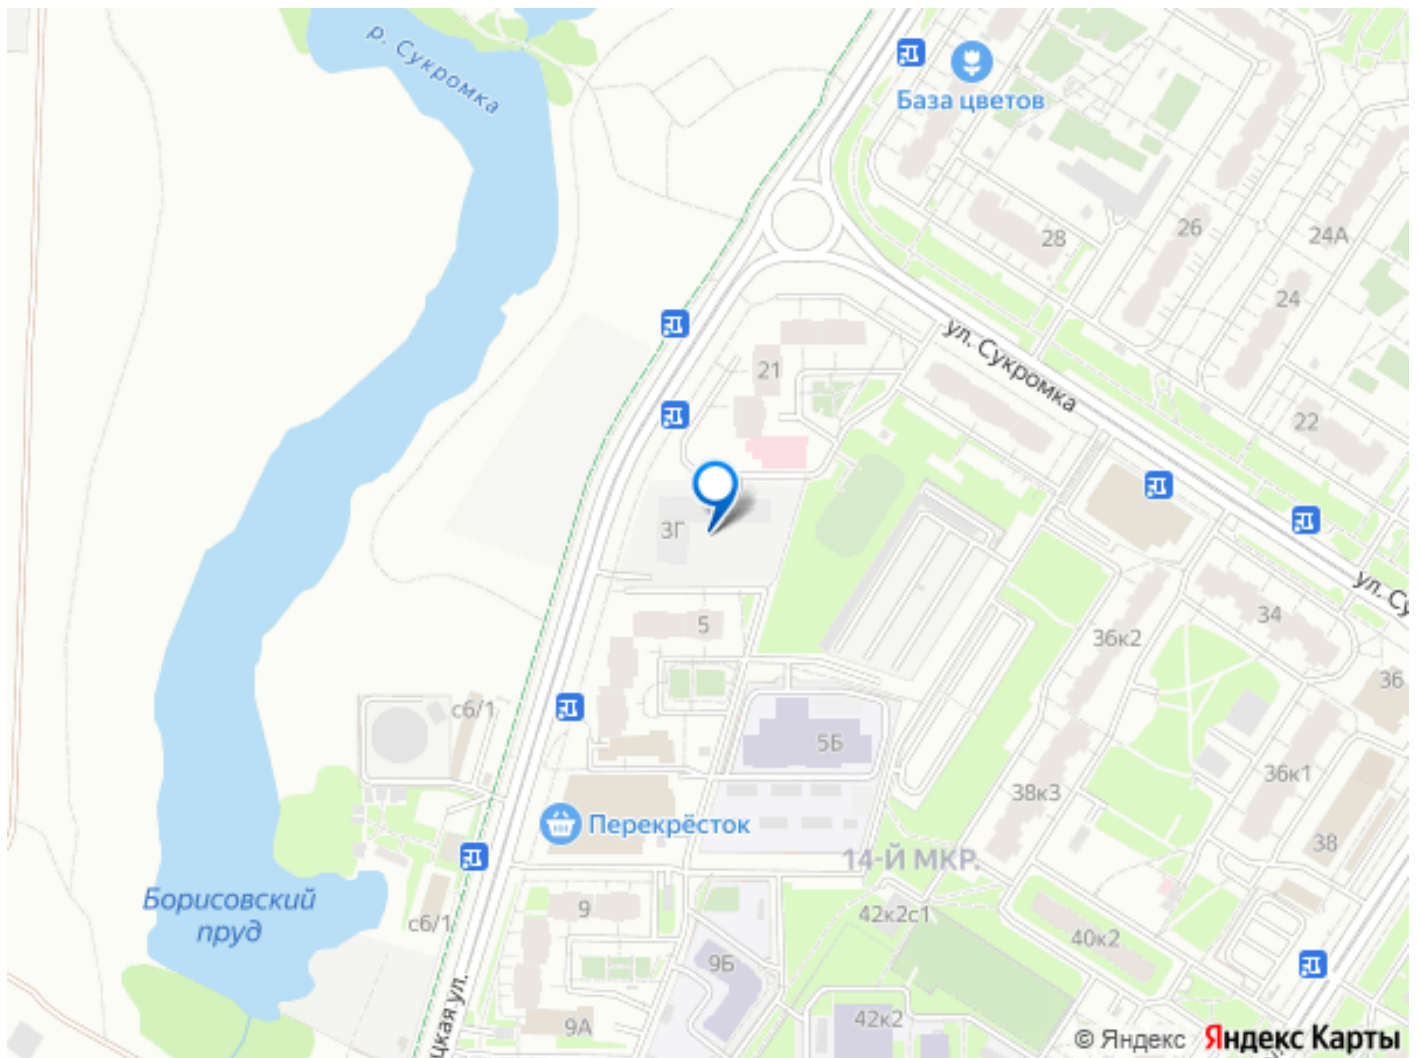 р. Сукромка
База цветов
28
26
24А
24
22
ул. Сукромка
21
3Г
5
ул. Су
34
36к2
36
с6/1
5Б
36к1
38к3
38
Перекрёсток
14-Й МКР.
Борисовский
пруд
с6/1
9
42к2с1
40к2
9Б
9А
42к2
цкая ул.
© Яндекс Яндекс Карты